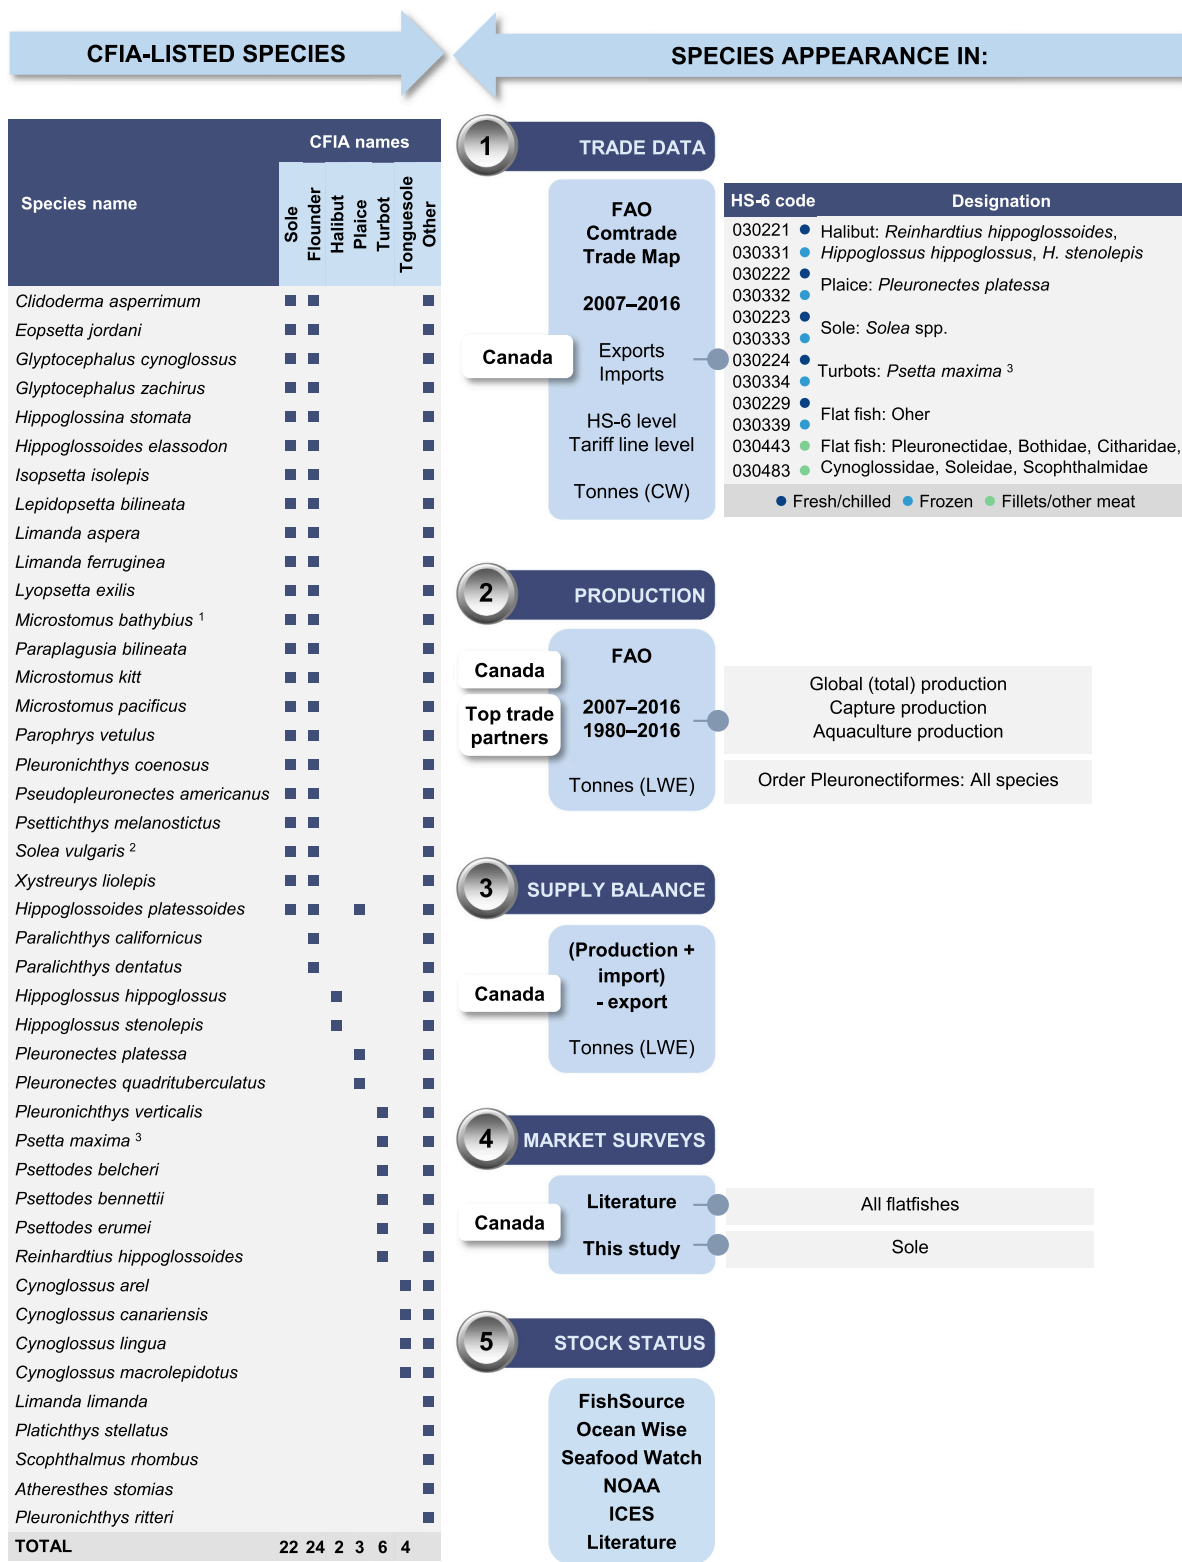 CFIA-LISTED SPECIES
SPECIES APPEARANCE IN:
CFIA names
Species name
Sole
Flounder
Halibut
Plaice
Turbot
Tonguesole
Other
Clidoderma asperrimum
Eopsetta jordani
Glyptocephalus cynoglossus
Glyptocephalus zachirus
Hippoglossina stomata
Hippoglossoides elassodon
Isopsetta isolepis
Lepidopsetta bilineata
Limanda aspera
Limanda ferruginea
Lyopsetta exilis
Microstomus bathybius 1
Paraplagusia bilineata
Microstomus kitt
Microstomus pacificus
Parophrys vetulus
Pleuronichthys coenosus
Pseudopleuronectes americanus
Psettichthys melanostictus
Solea vulgaris 2
Xystreurys liolepis
Hippoglossoides platessoides
Paralichthys californicus
Paralichthys dentatus
Hippoglossus hippoglossus
Hippoglossus stenolepis
Pleuronectes platessa
Pleuronectes quadrituberculatus
Pleuronichthys verticalis
Psetta maxima 3
Psettodes belcheri
Psettodes bennettii
Psettodes erumei
Reinhardtius hippoglossoides
Cynoglossus arel
Cynoglossus canariensis
Cynoglossus lingua
Cynoglossus macrolepidotus
Limanda limanda
Platichthys stellatus
Scophthalmus rhombus
Atheresthes stomias
Pleuronichthys ritteri
TOTAL 22 24 2 3 6 4
1 TRADE DATA
FAO
Comtrade
Trade Map
2007–2016
Canada
Exports
Imports
HS-6 level
Tariff line level
Tonnes (CW)
HS-6 code Designation
030221 Halibut: Reinhardtius hippoglossoides,
030331 Hippoglossus hippoglossus, H. stenolepis
030222
Plaice: Pleuronectes platessa
030332
030223
Sole: Solea spp.
030333
030224
Turbots: Psetta maxima 3
030334
030229
Flat fish: Oher
030339
030443 Flat fish: Pleuronectidae, Bothidae, Citharidae,
030483 Cynoglossidae, Soleidae, Scophthalmidae
Fresh/chilled Frozen Fillets/other meat
2 PRODUCTION
Canada
Top trade
partners
FAO
2007–2016
1980–2016
Tonnes (LWE)
Global (total) production
Capture production
Aquaculture production
Order Pleuronectiformes: All species
3 SUPPLY BALANCE
Canada
(Production +
import)
- export
Tonnes (LWE)
4 MARKET SURVEYS
Canada
Literature
All flatfishes
This study
Sole
5 STOCK STATUS
FishSource
Ocean Wise
Seafood Watch
NOAA
ICES
Literature